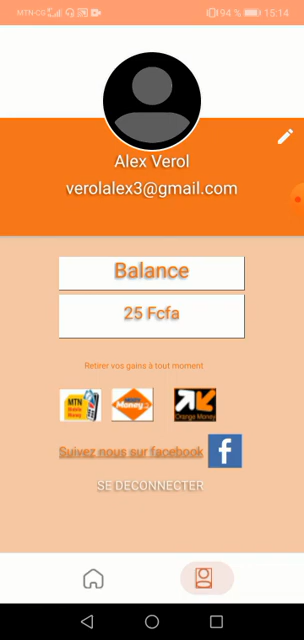 MTN-CG 94 % 15:14
Alex Verol
verolalex3@gmail.com
Balance
25 Fcfa
Retirer vos gains à tout moment
MTN
Money
Orange Money
Suivez nous sur facebook
SE DECONNECTER